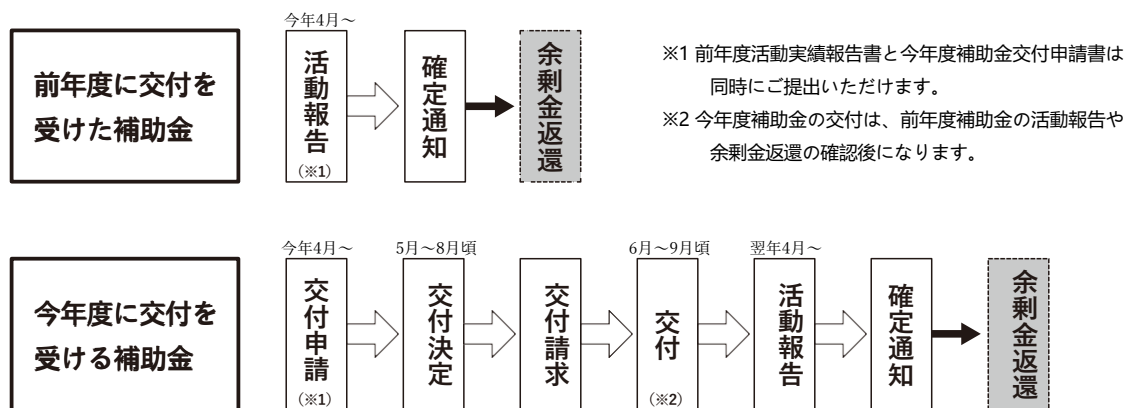 今年4月～
前年度に交付を
受けた補助金
活動報告
(※1)
確定通知
余剰金返還
※1 前年度活動実績報告書と今年度補助金交付申請書は
同時にご提出いただけます。
※2 今年度補助金の交付は、前年度補助金の活動報告や
余剰金返還の確認後になります。
今年度に交付を
受ける補助金
今年4月～
交付申請
(※1)
5月～8月頃
交付決定
交付請求
6月～9月頃
交付
(※2)
翌年4月～
活動報告
確定通知
余剰金返還